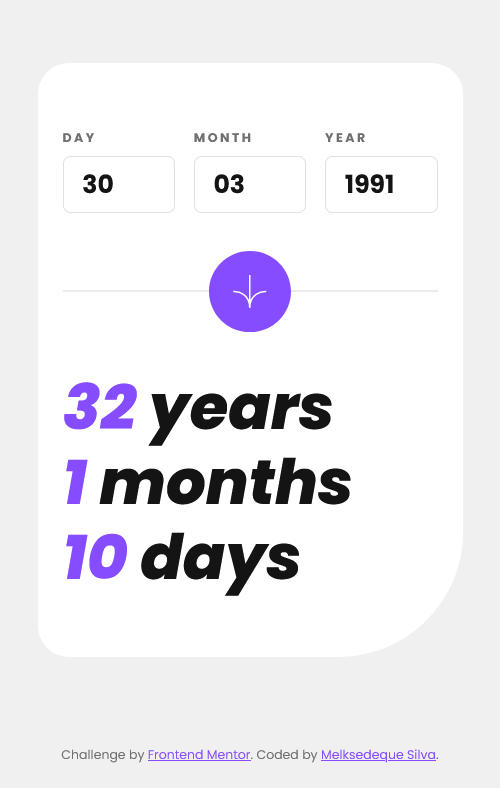 DAY MONTH YEAR
30 03 1991
32 years
1 months
10 days
Challenge by Frontend Mentor. Coded by Melksedeque Silva.